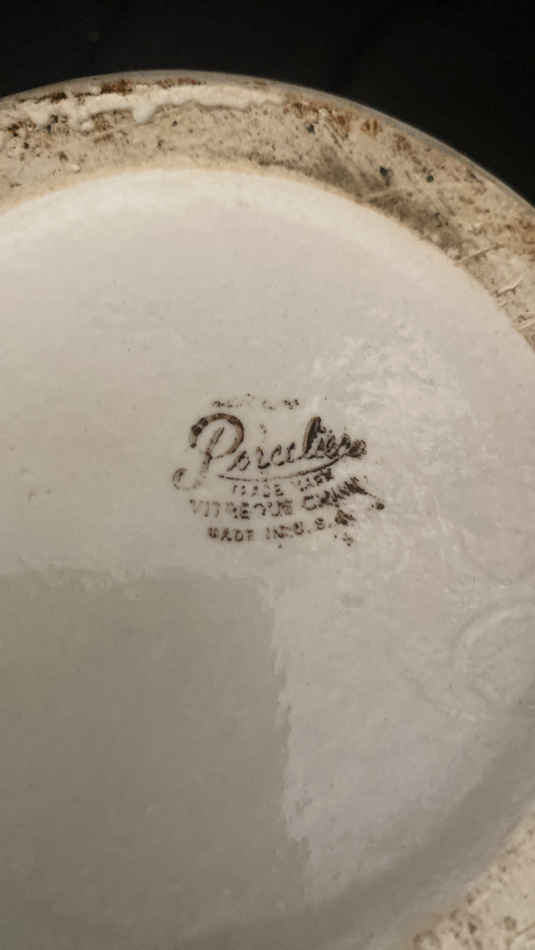 Porcelier
TRADE MARK
VITREOUS CHINA
MADE IN U.S.A.